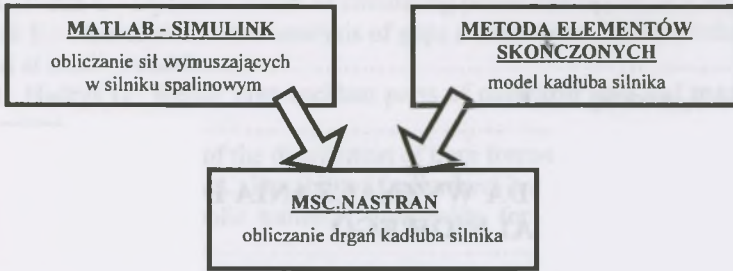 MATLAB - SIMULINK
obliczanie sił wymuszających
w silniku spalinowym
METODA ELEMENTÓW
SKOŃCZONYCH
model kadłuba silnika
MSC.NASTRAN
obliczanie drgań kadłuba silnika